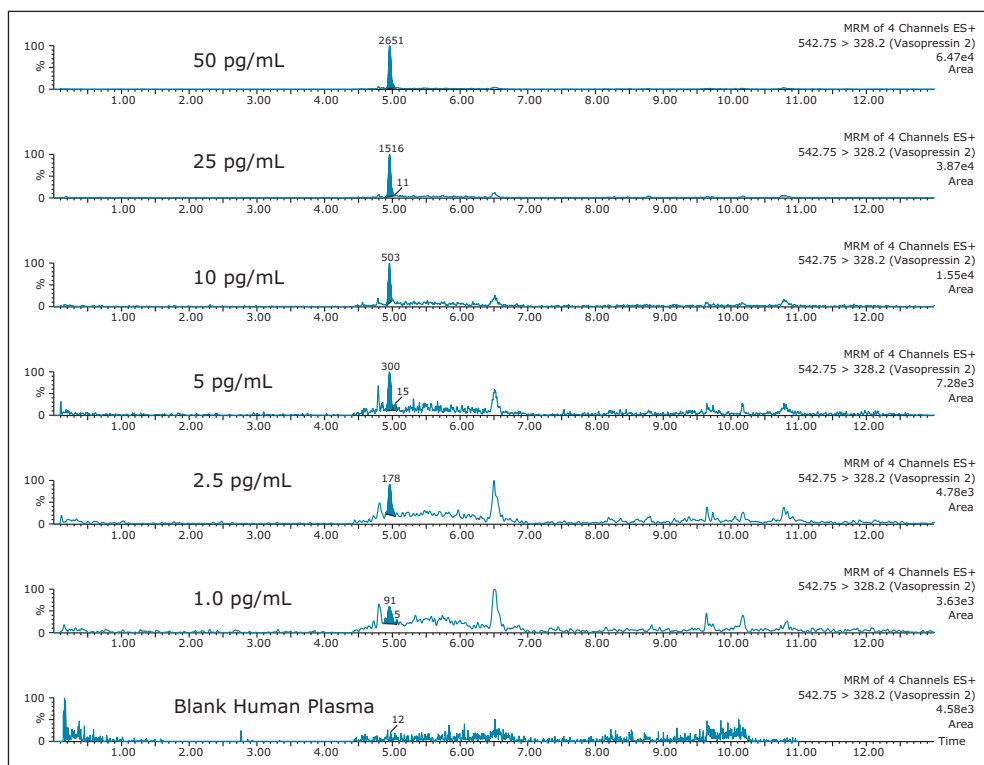 MRM of 4 Channels ES+
542.75 > 328.2 (Vasopressin 2)
6.47e4
Area
50 pg/mL
2651
100
%
0
1.00 2.00 3.00 4.00 5.00 6.00 7.00 8.00 9.00 10.00 11.00 12.00
MRM of 4 Channels ES+
542.75 > 328.2 (Vasopressin 2)
3.87e4
Area
25 pg/mL
1516
11
100
%
0
1.00 2.00 3.00 4.00 5.00 6.00 7.00 8.00 9.00 10.00 11.00 12.00
MRM of 4 Channels ES+
542.75 > 328.2 (Vasopressin 2)
1.55e4
Area
10 pg/mL
503
100
%
0
1.00 2.00 3.00 4.00 5.00 6.00 7.00 8.00 9.00 10.00 11.00 12.00
MRM of 4 Channels ES+
542.75 > 328.2 (Vasopressin 2)
7.28e3
Area
5 pg/mL
300
15
100
%
0
1.00 2.00 3.00 4.00 5.00 6.00 7.00 8.00 9.00 10.00 11.00 12.00
MRM of 4 Channels ES+
542.75 > 328.2 (Vasopressin 2)
4.78e3
Area
2.5 pg/mL
178
100
%
0
1.00 2.00 3.00 4.00 5.00 6.00 7.00 8.00 9.00 10.00 11.00 12.00
MRM of 4 Channels ES+
542.75 > 328.2 (Vasopressin 2)
3.63e3
Area
1.0 pg/mL
91
5
100
%
0
1.00 2.00 3.00 4.00 5.00 6.00 7.00 8.00 9.00 10.00 11.00 12.00
MRM of 4 Channels ES+
542.75 > 328.2 (Vasopressin 2)
4.58e3
Area
Blank Human Plasma
12
100
%
0
Time
1.00 2.00 3.00 4.00 5.00 6.00 7.00 8.00 9.00 10.00 11.00 12.00